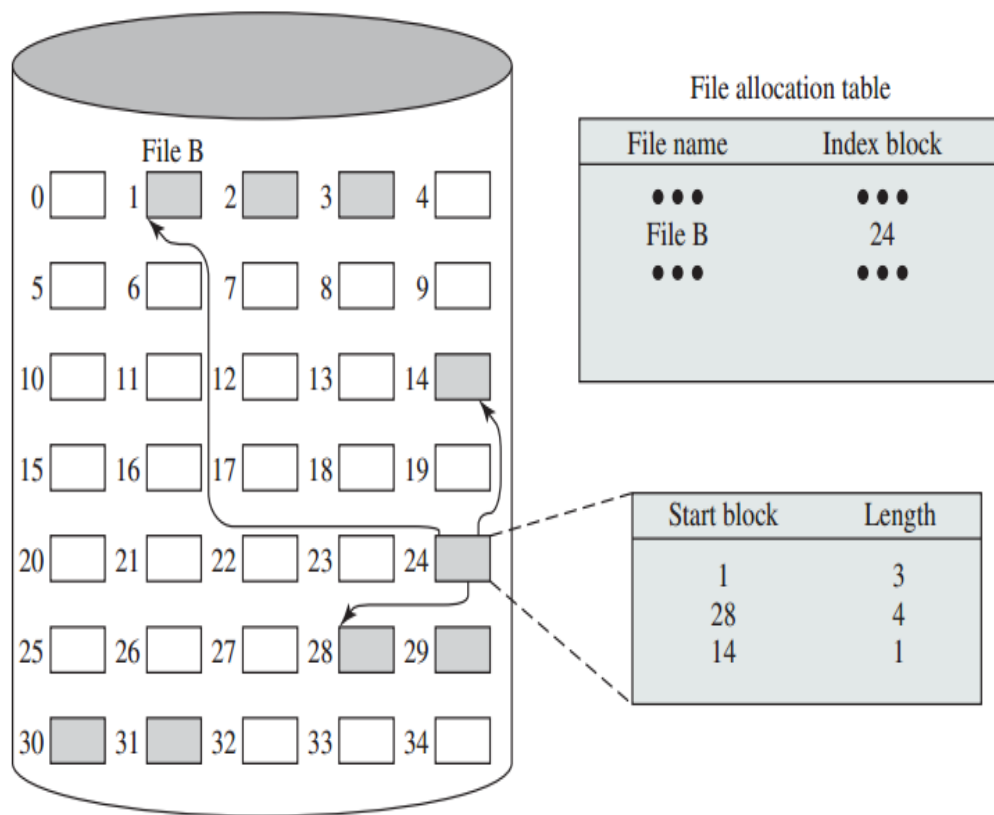 File B
0 1 2 3 4
5 6 7 8 9
10 11 12 13 14
15 16 17 18 19
20 21 22 23 24
25 26 27 28 29
30 31 32 33 34
File allocation table
File name Index block
••• •••
File B 24
••• •••
Start block Length
1 3
28 4
14 1